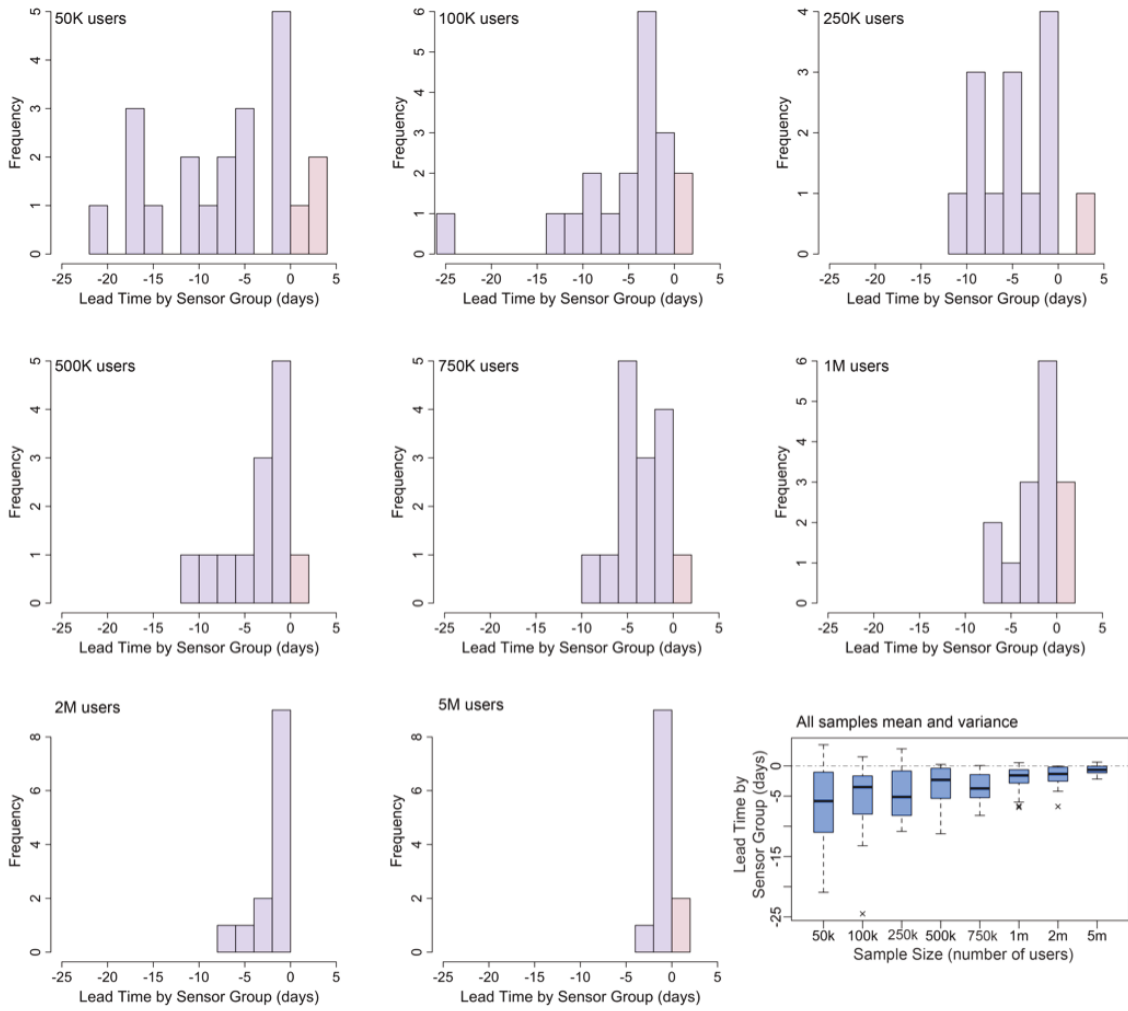 50K users
Frequency
0 1 2 3 4 5
-25 -20 -15 -10 -5 0 5
Lead Time by Sensor Group (days)
100K users
Frequency
0 1 2 3 4 5 6
-25 -20 -15 -10 -5 0 5
Lead Time by Sensor Group (days)
250K users
Frequency
0 1 2 3 4
-25 -20 -15 -10 -5 0 5
Lead Time by Sensor Group (days)
500K users
Frequency
0 1 2 3 4 5
-25 -20 -15 -10 -5 0 5
Lead Time by Sensor Group (days)
750K users
Frequency
0 1 2 3 4 5
-25 -20 -15 -10 -5 0 5
Lead Time by Sensor Group (days)
1M users
Frequency
0 1 2 3 4 5 6
-25 -20 -15 -10 -5 0 5
Lead Time by Sensor Group (days)
2M users
Frequency
0 2 4 6 8
-25 -20 -15 -10 -5 0 5
Lead Time by Sensor Group (days)
5M users
Frequency
0 2 4 6 8
-25 -20 -15 -10 -5 0 5
Lead Time by Sensor Group (days)
All samples mean and variance
Lead Time by
Sensor Group (days)
-25 -15 -5 0
50k 100k 250k 500k 750k 1m 2m 5m
Sample Size (number of users)